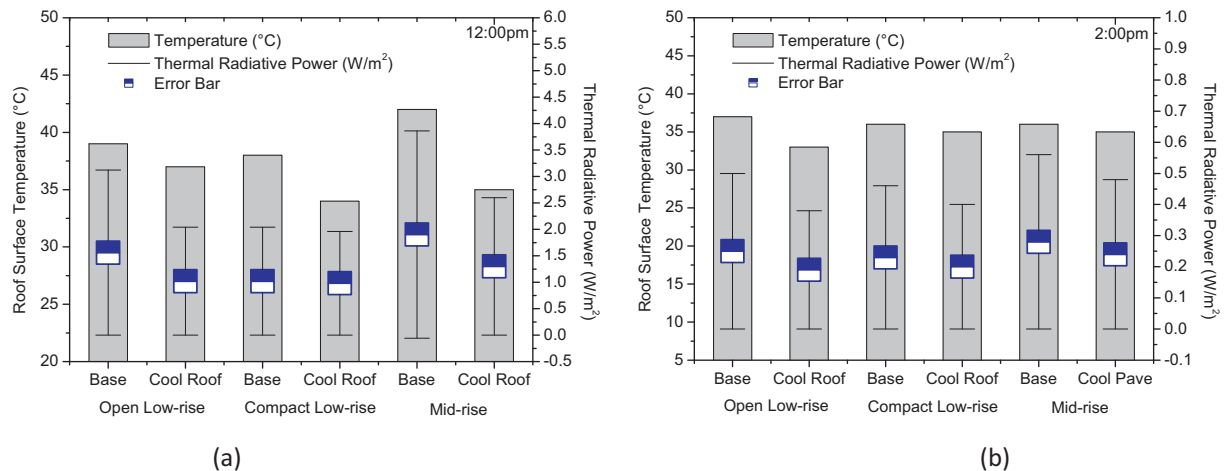 12:00pm
Temperature (°C)
Thermal Radiative Power (W/m²)
Error Bar
Roof Surface Temperature (°C)
50
45
40
35
30
25
20
6.0
5.5
5.0
4.5
4.0
3.5
3.0
2.5
2.0
1.5
1.0
0.5
0.0
-0.5
Thermal Radiative Power (W/m²)
Base Cool Roof Base Cool Roof Base Cool Roof
Open Low-rise Compact Low-rise Mid-rise
(a)
2:00pm
Temperature (°C)
Thermal Radiative Power (W/m²)
Error Bar
Roof Surface Temperature (°C)
50
45
40
35
30
25
20
15
10
5
1.0
0.9
0.8
0.7
0.6
0.5
0.4
0.3
0.2
0.1
0.0
-0.1
Thermal Radiative Power (W/m²)
Base Cool Roof Base Cool Roof Base Cool Pave
Open Low-rise Compact Low-rise Mid-rise
(b)